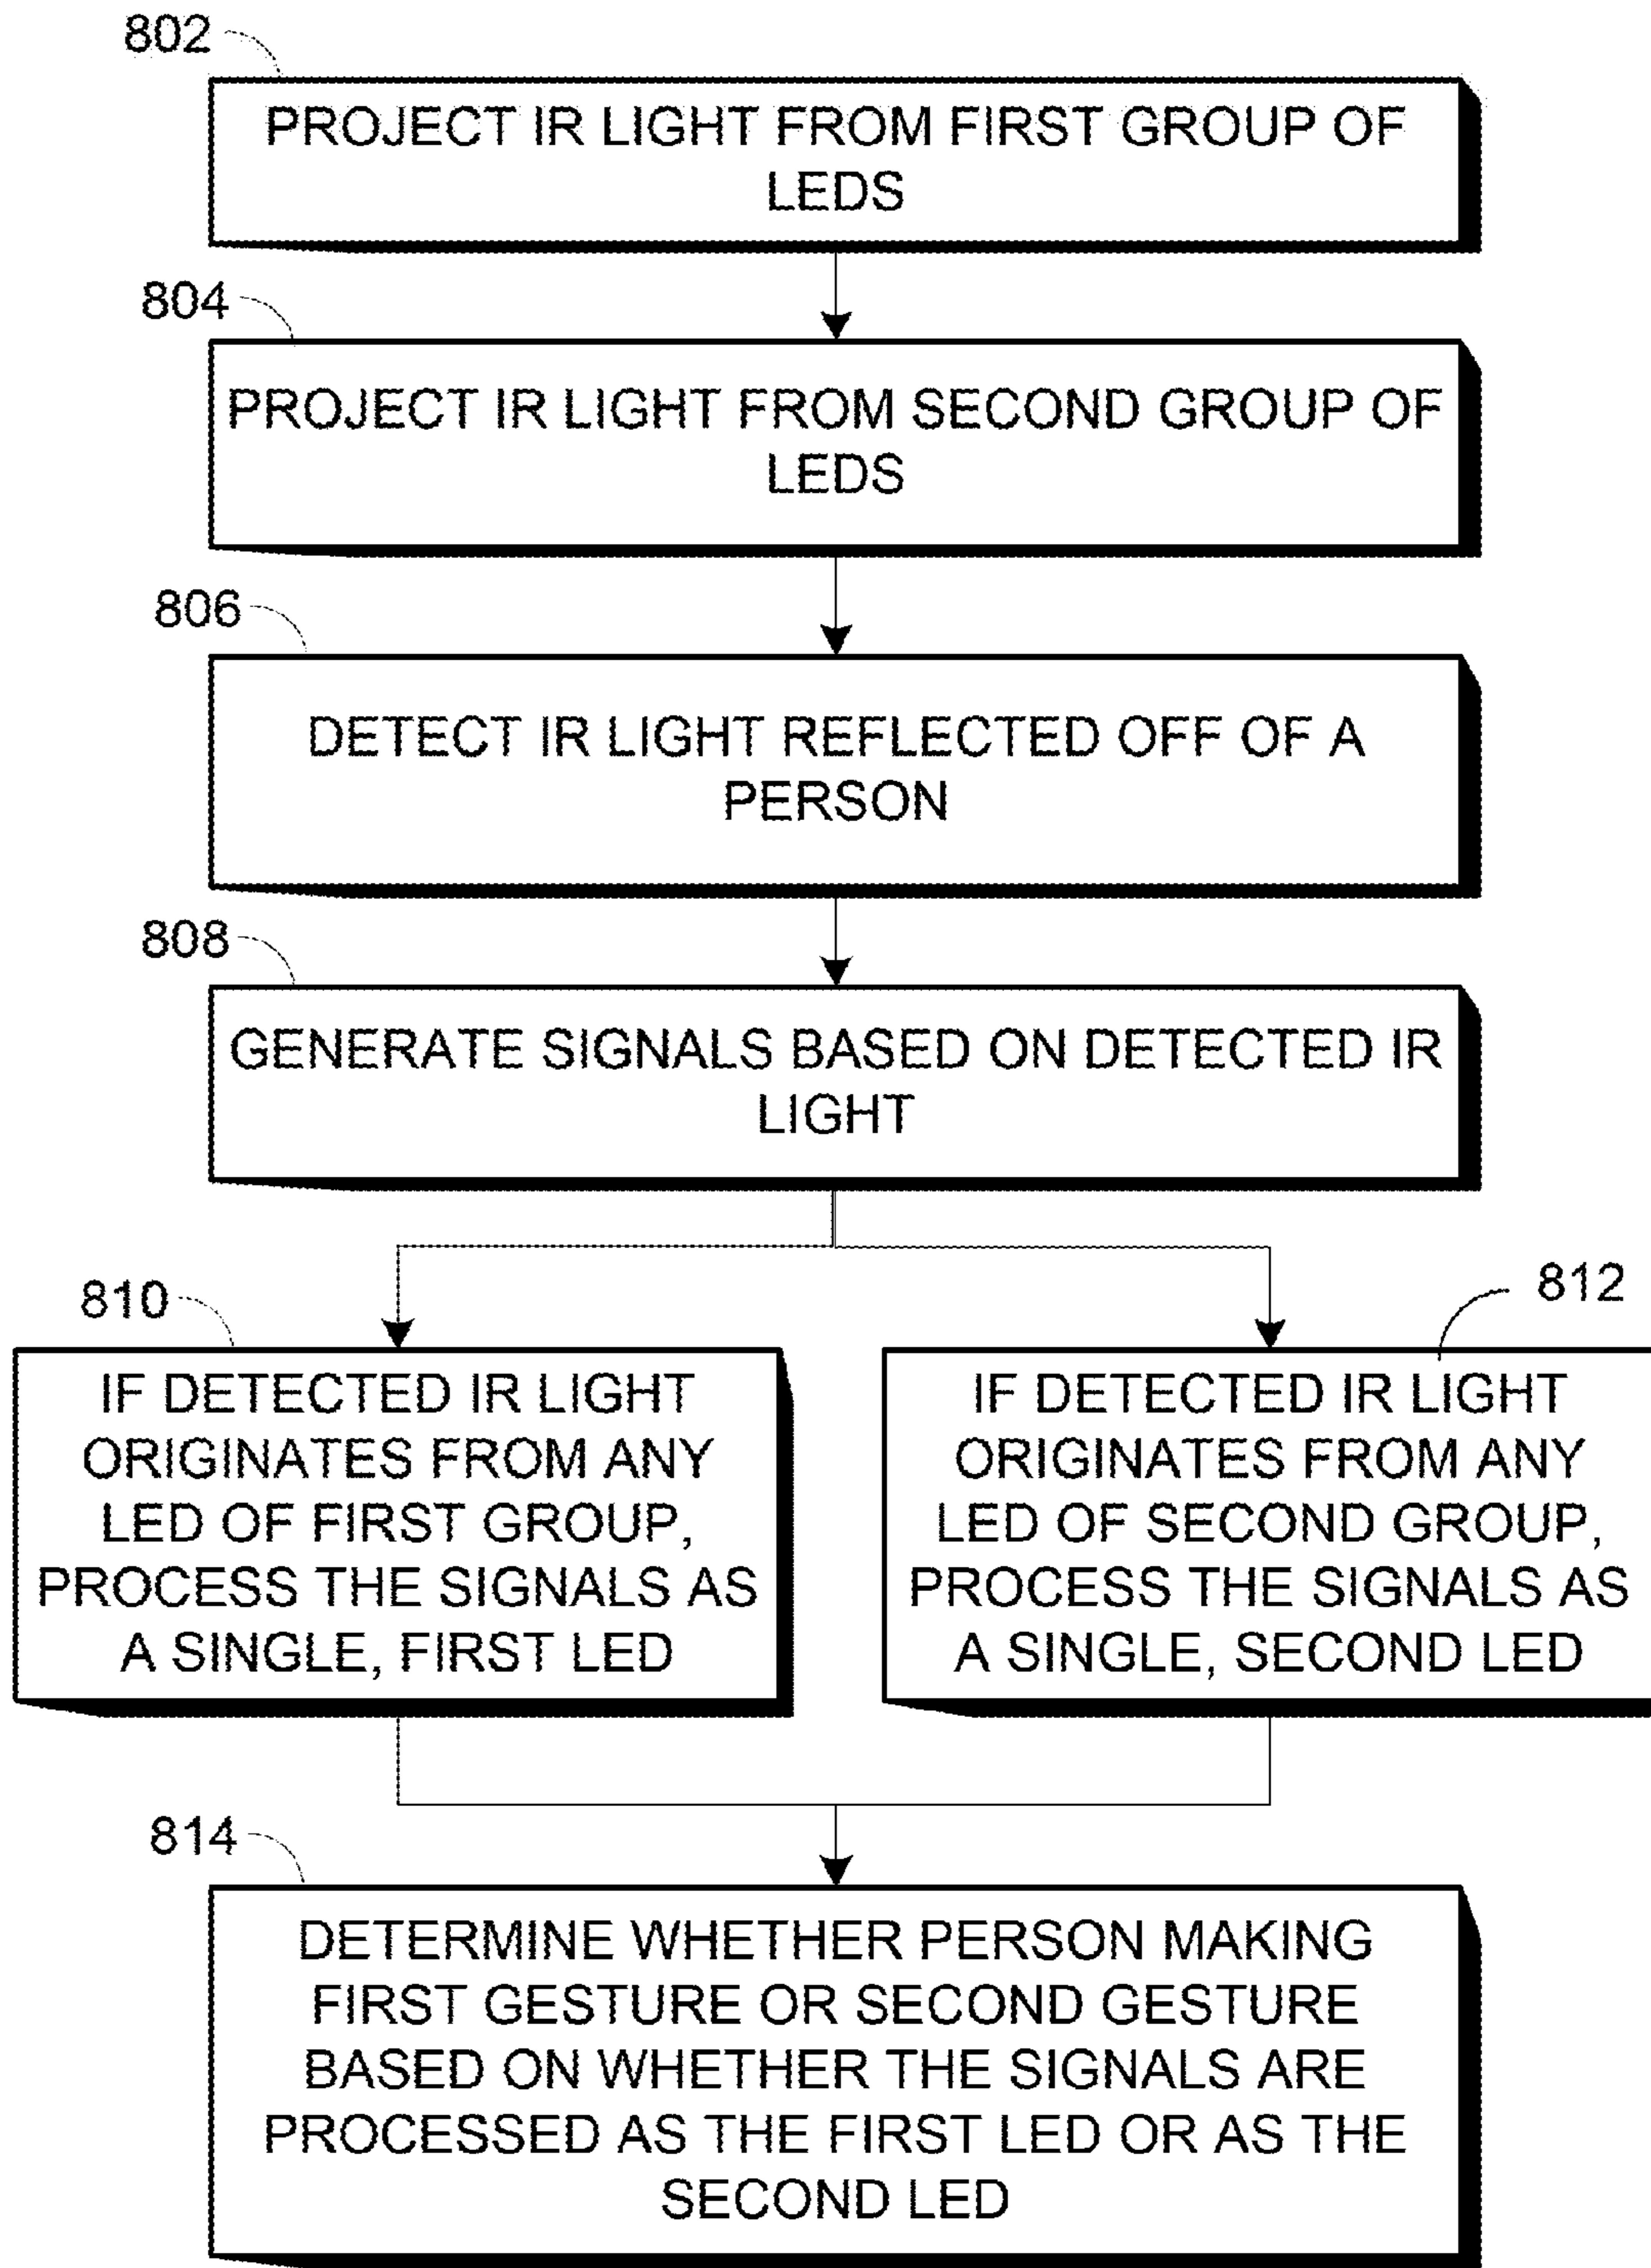 802
PROJECT IR LIGHT FROM FIRST GROUP OF
LEDS
804
PROJECT IR LIGHT FROM SECOND GROUP OF
LEDS
806
DETECT IR LIGHT REFLECTED OFF OF A
PERSON
808
GENERATE SIGNALS BASED ON DETECTED IR
LIGHT
810
IF DETECTED IR LIGHT
ORIGINATES FROM ANY
LED OF FIRST GROUP,
PROCESS THE SIGNALS AS
A SINGLE, FIRST LED
812
IF DETECTED IR LIGHT
ORIGINATES FROM ANY
LED OF SECOND GROUP,
PROCESS THE SIGNALS AS
A SINGLE, SECOND LED
814
DETERMINE WHETHER PERSON MAKING
FIRST GESTURE OR SECOND GESTURE
BASED ON WHETHER THE SIGNALS ARE
PROCESSED AS THE FIRST LED OR AS THE
SECOND LED